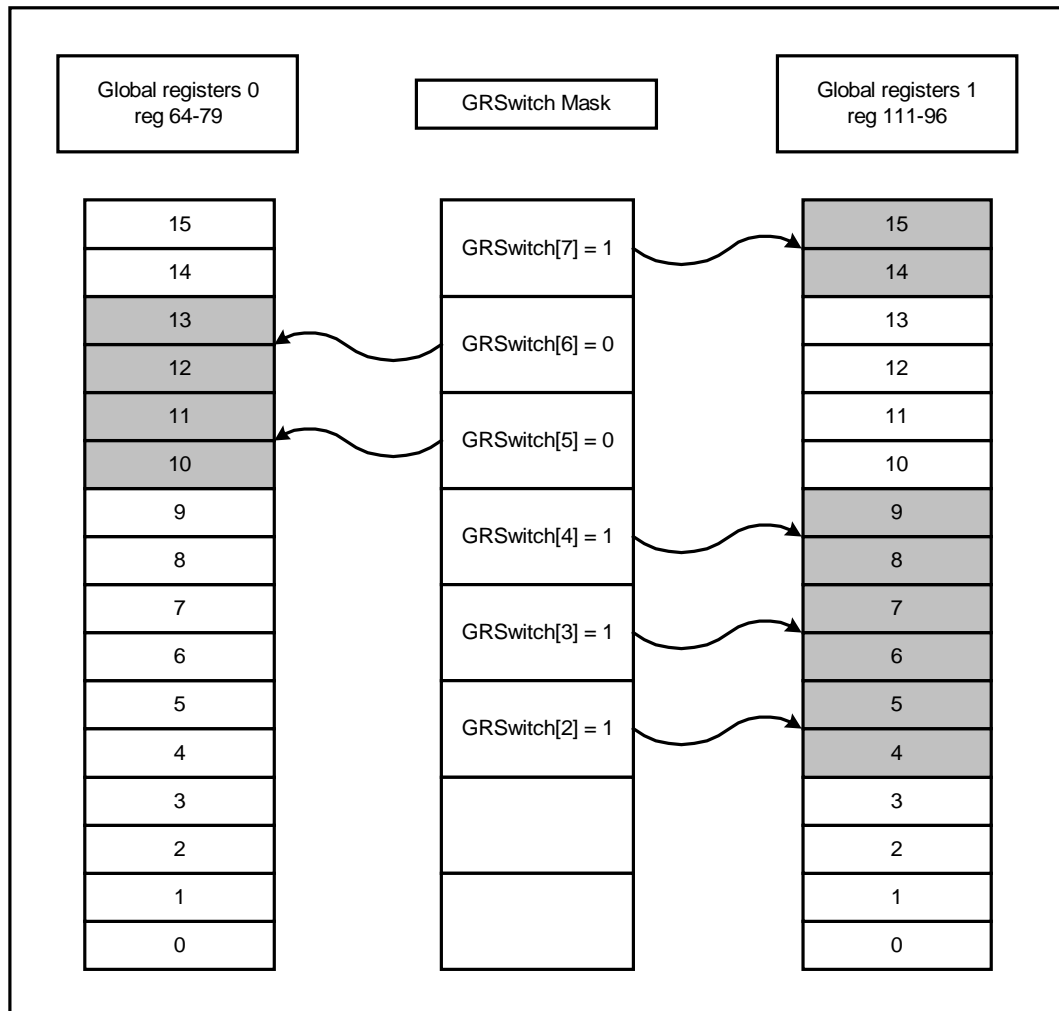 Global registers 0
reg 64-79
GRSwitch Mask
Global registers 1
reg 111-96
15
14
13
12
11
10
9
8
7
6
5
4
3
2
1
0
GRSwitch[7] = 1
GRSwitch[6] = 0
GRSwitch[5] = 0
GRSwitch[4] = 1
GRSwitch[3] = 1
GRSwitch[2] = 1
15
14
13
12
11
10
9
8
7
6
5
4
3
2
1
0